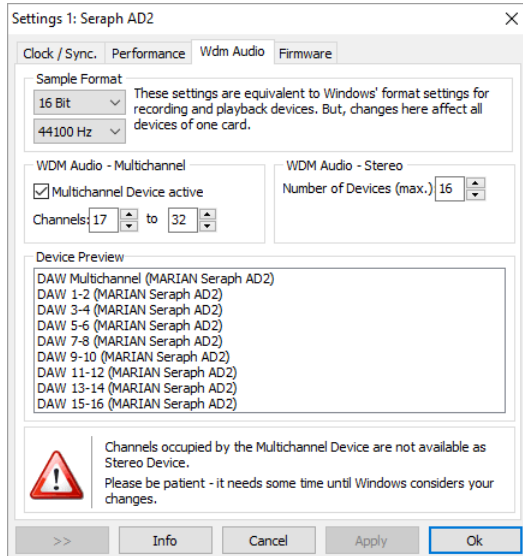 Settings 1: Seraph AD2
Clock / Sync. Performance Wdm Audio Firmware
Sample Format
16 Bit
44100 Hz
These settings are equivalent to Windows' format settings for
recording and playback devices. But, changes here affect all
devices of one card.
WDM Audio - Multichannel
Multichannel Device active
Channels: 17 to 32
WDM Audio - Stereo
Number of Devices (max.) 16
Device Preview
DAW Multichannel (MARIAN Seraph AD2)
DAW 1-2 (MARIAN Seraph AD2)
DAW 3-4 (MARIAN Seraph AD2)
DAW 5-6 (MARIAN Seraph AD2)
DAW 7-8 (MARIAN Seraph AD2)
DAW 9-10 (MARIAN Seraph AD2)
DAW 11-12 (MARIAN Seraph AD2)
DAW 13-14 (MARIAN Seraph AD2)
DAW 15-16 (MARIAN Seraph AD2)
Channels occupied by the Multichannel Device are not available as
Stereo Device.
Please be patient - it needs some time until Windows considers your
changes.
>> Info Cancel Apply Ok